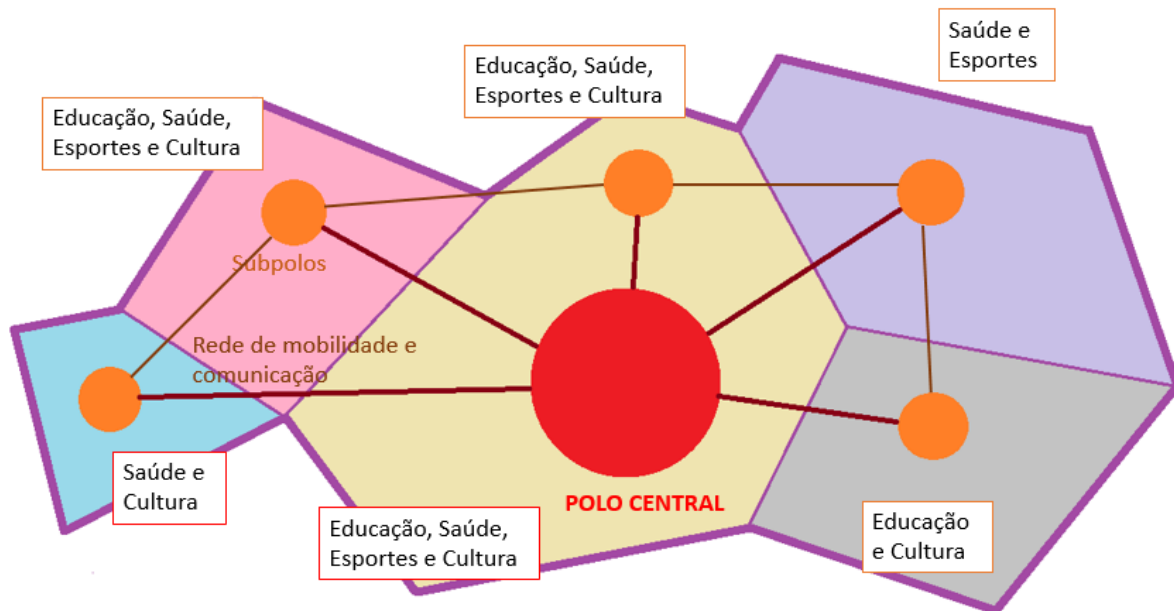 Saúde e
Esportes
Educação, Saúde,
Esportes e Cultura
Educação, Saúde,
Esportes e Cultura
Subpolos
Rede de mobilidade e
comunicação
Saúde e
Cultura
POLO CENTRAL
Educação, Saúde,
Esportes e Cultura
Educação
e Cultura